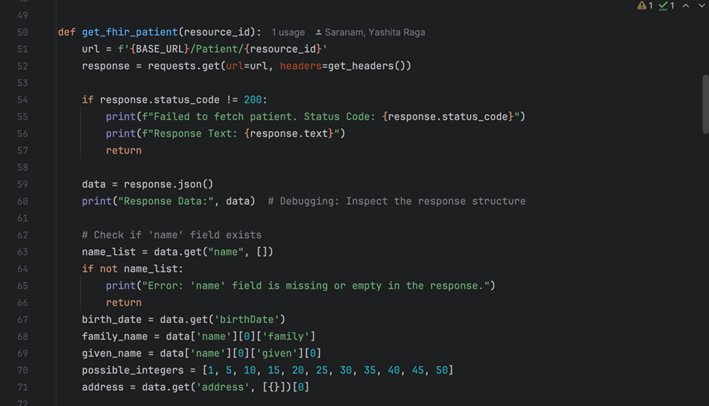 1 1
49
50 def get_fhir_patient(resource_id): 1 usage Saranam, Yashita Raga
51 url = f'{BASE_URL}/Patient/{resource_id}'
52 response = requests.get(url=url, headers=get_headers())
53
54 if response.status_code != 200:
55 print(f"Failed to fetch patient. Status Code: {response.status_code}")
56 print(f"Response Text: {response.text}")
57 return
58
59 data = response.json()
60 print("Response Data:", data)  # Debugging: Inspect the response structure
61
62 # Check if 'name' field exists
63 name_list = data.get("name", [])
64 if not name_list:
65 print("Error: 'name' field is missing or empty in the response.")
66 return
67 birth_date = data.get('birthDate')
68 family_name = data['name'][0]['family']
69 given_name = data['name'][0]['given'][0]
70 possible_integers = [1, 5, 10, 15, 20, 25, 30, 35, 40, 45, 50]
71 address = data.get('address', [{}])[0]
72